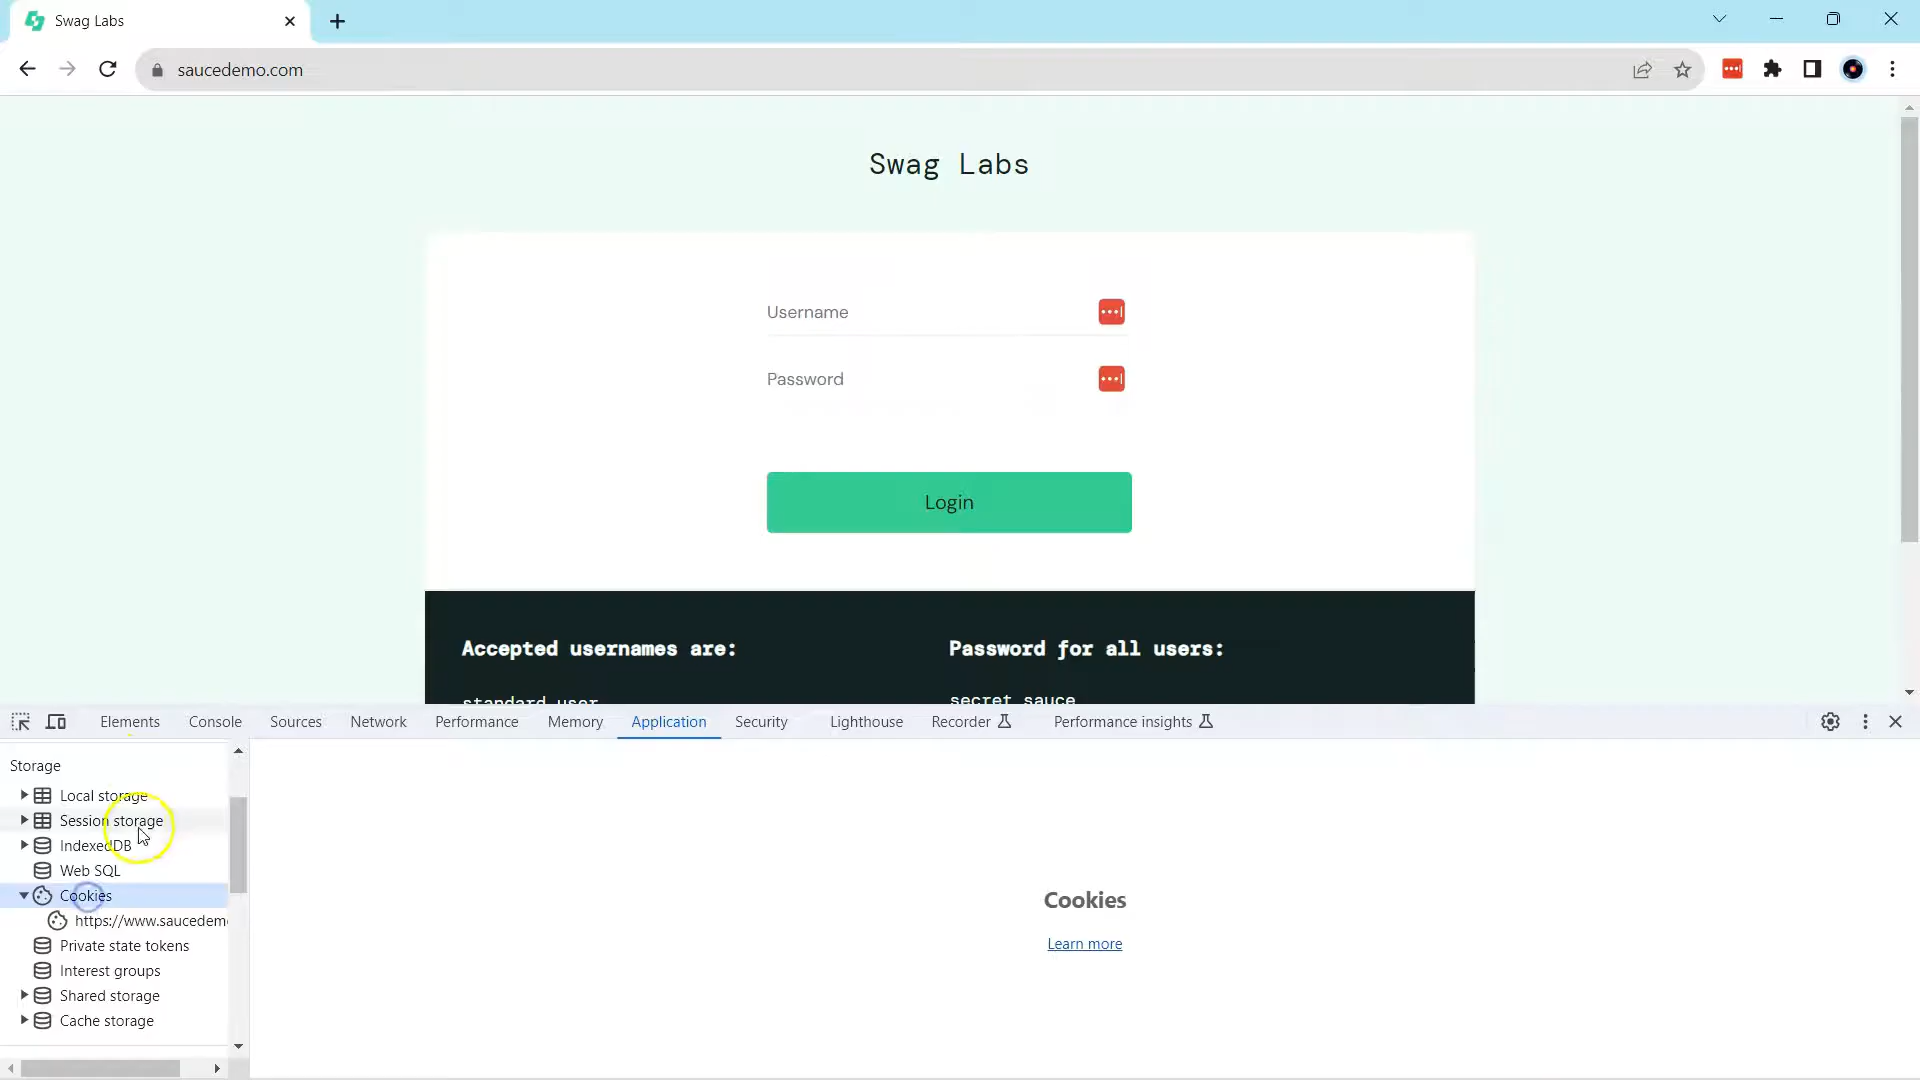 Swag Labs
saucedemo.com
Swag Labs
Username
Password
Login
Accepted usernames are:
Password for all users:
standard_user
secret_sauce
Elements Console Sources Network Performance Memory Application Security Lighthouse Recorder Performance insights
Storage
Local storage
Session storage
IndexedDB
Web SQL
Cookies
https://www.saucedem
Private state tokens
Interest groups
Shared storage
Cache storage
Cookies
Learn more